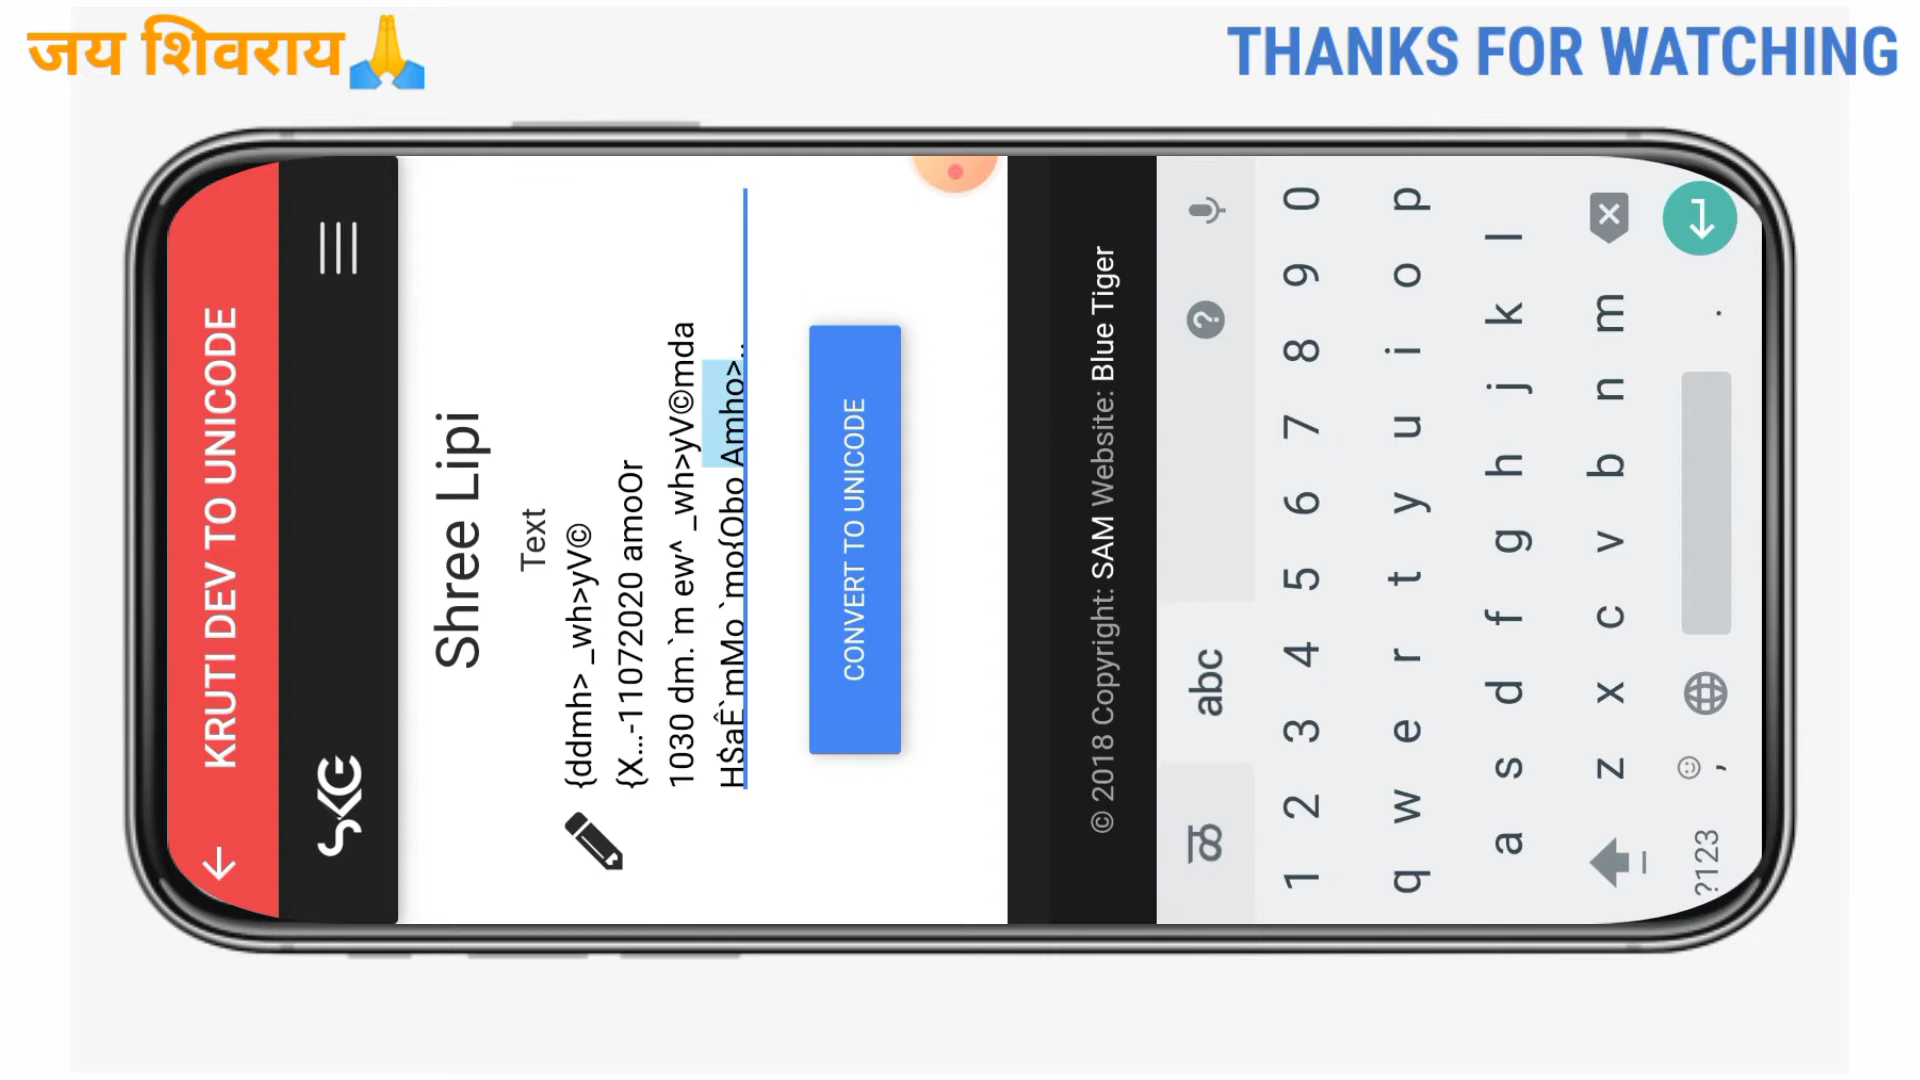 जय शिवराय🙏
THANKS FOR WATCHING
KRUTI DEV TO UNICODE
SKG
Shree Lipi
Text
{ddmh> _wh>yV©
{X...-11072020 amoOr
1030 dm.`m ew^ _wh>yV©mda
H$aÊ`mMo `mo{Obo Amho>..
CONVERT TO UNICODE
© 2018 Copyright: SAM Website: Blue Tiger
abc
1 2 3 4 5 6 7 8 9 0
q w e r t y u i o p
a s d f g h j k l
z x c v b n m
?123 , .